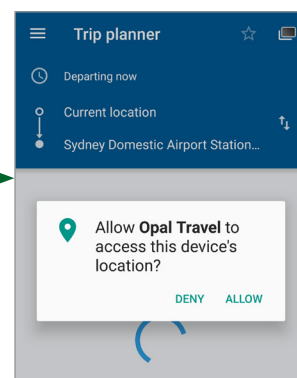 Trip planner
Departing now
Current location
Sydney Domestic Airport Station...
Allow Opal Travel to
access this device's
location?
DENY ALLOW